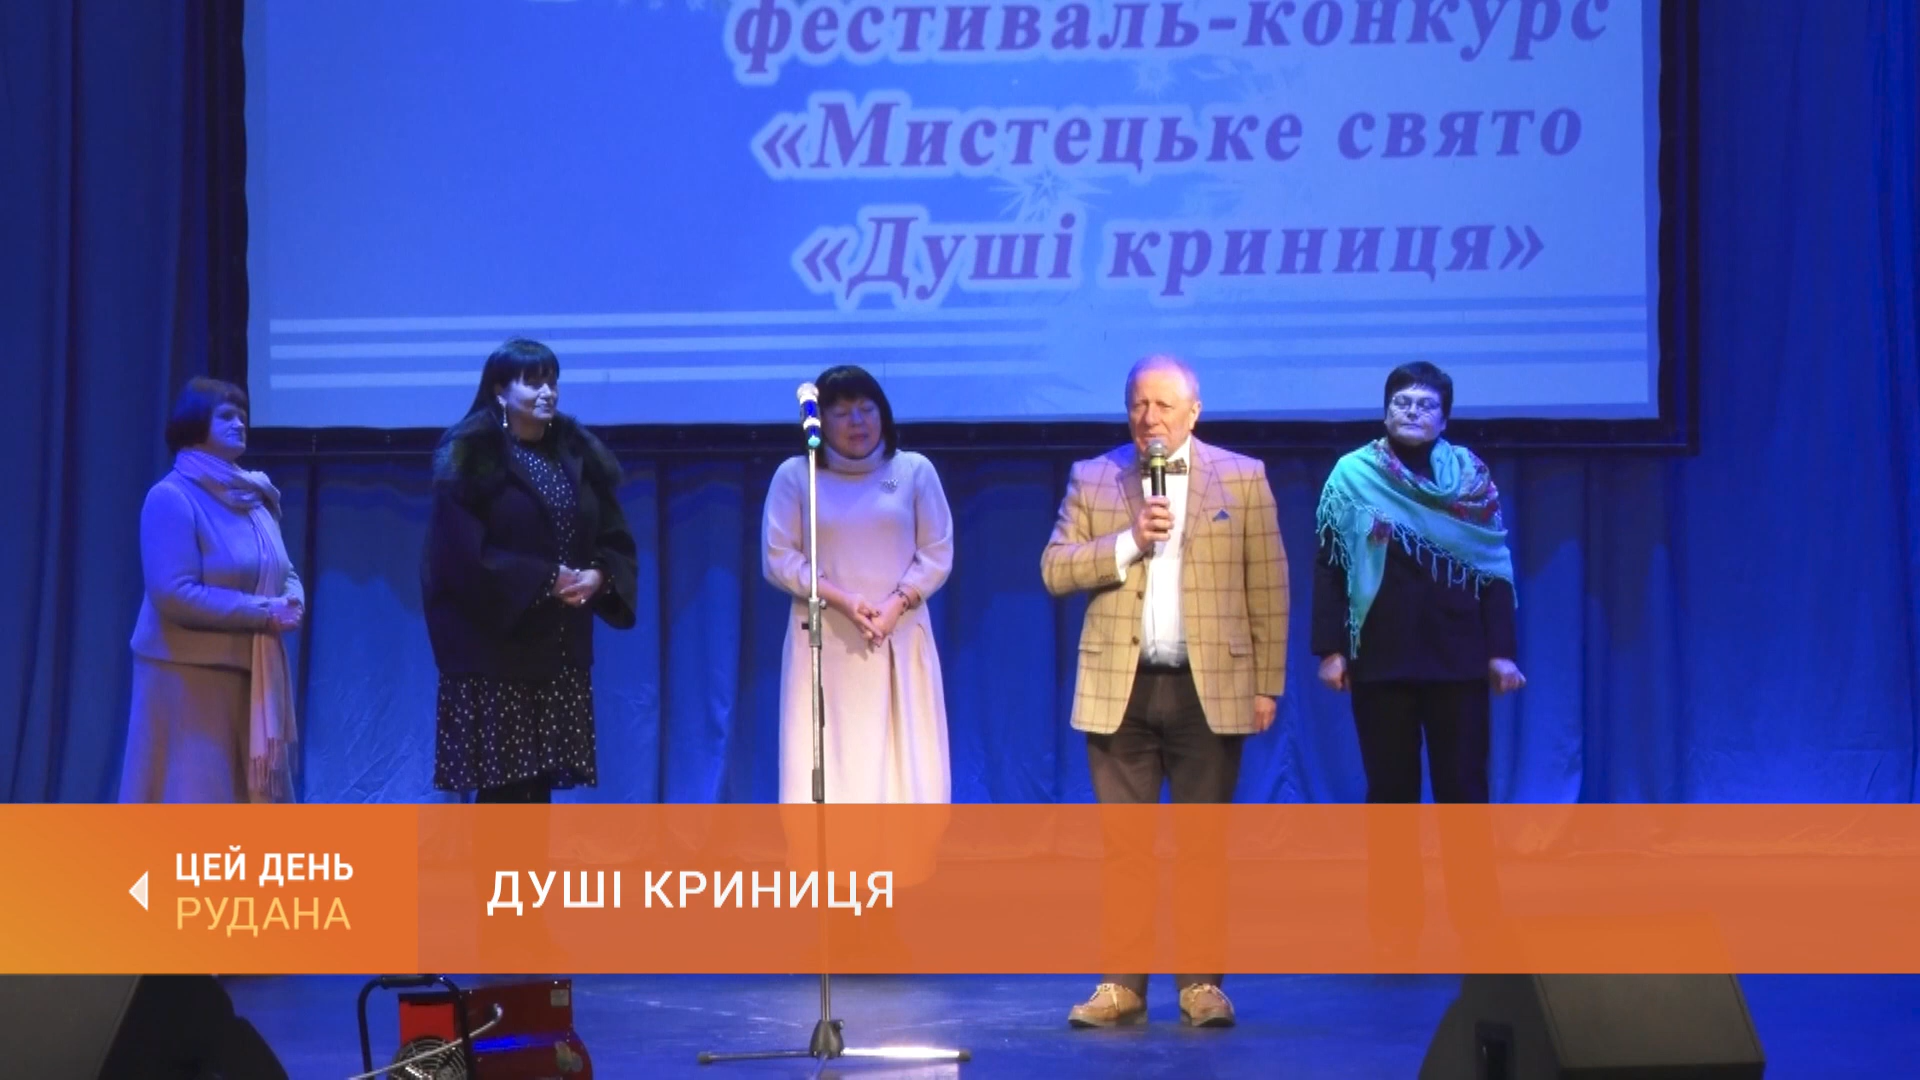 фестиваль-конкурс
«Мистецьке свято
«Душі криниця»
ЦЕЙ ДЕНЬ
РУДАНА
ДУШІ КРИНИЦЯ